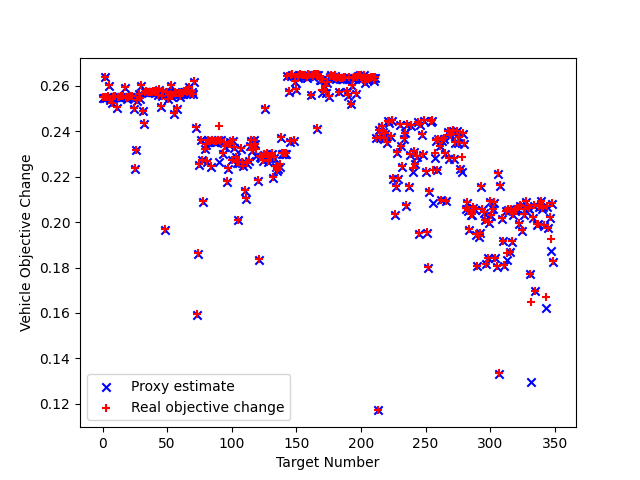 0.26
0.24
0.22
0.20
0.18
0.16
0.14
0.12
Vehicle Objective Change
Proxy estimate
Real objective change
0 50 100 150 200 250 300 350
Target Number